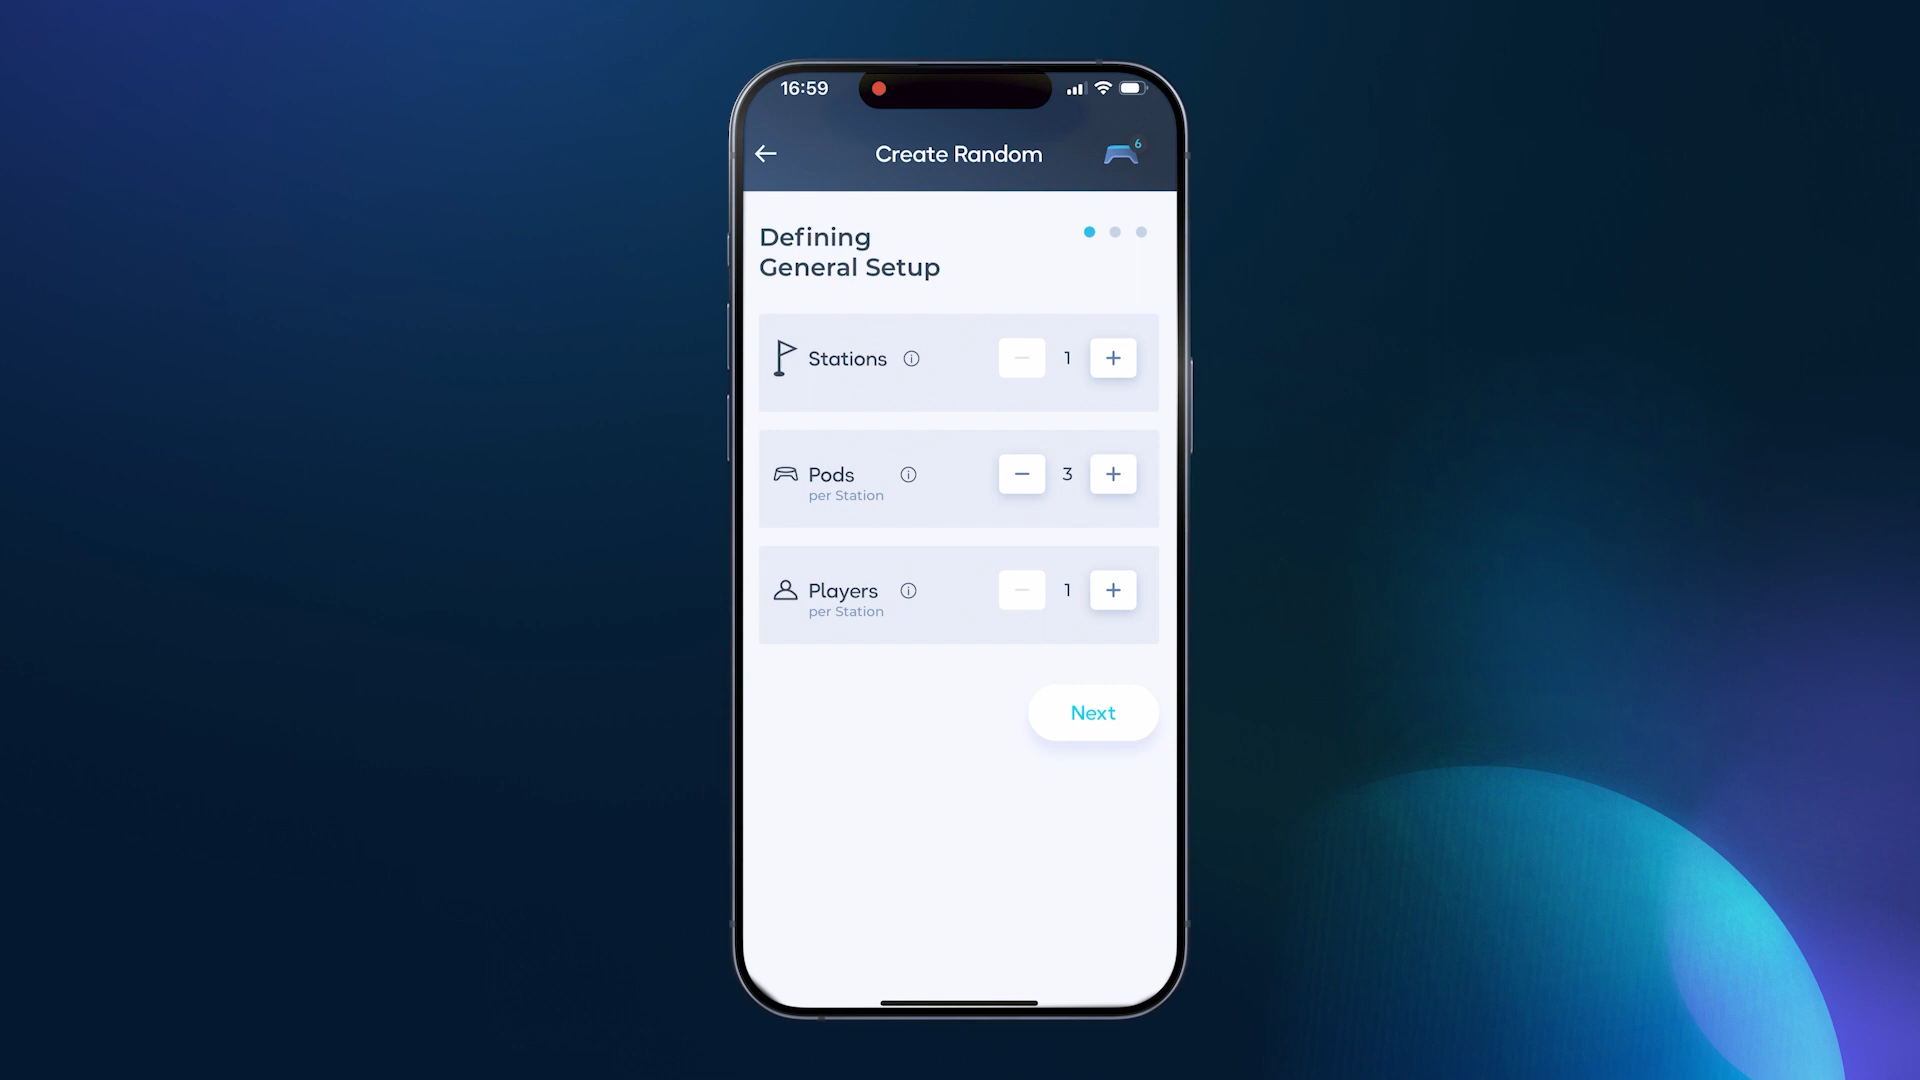 16:59
Create Random
6
Defining
General Setup
Stations
1
Pods
per Station
3
Players
per Station
1
Next